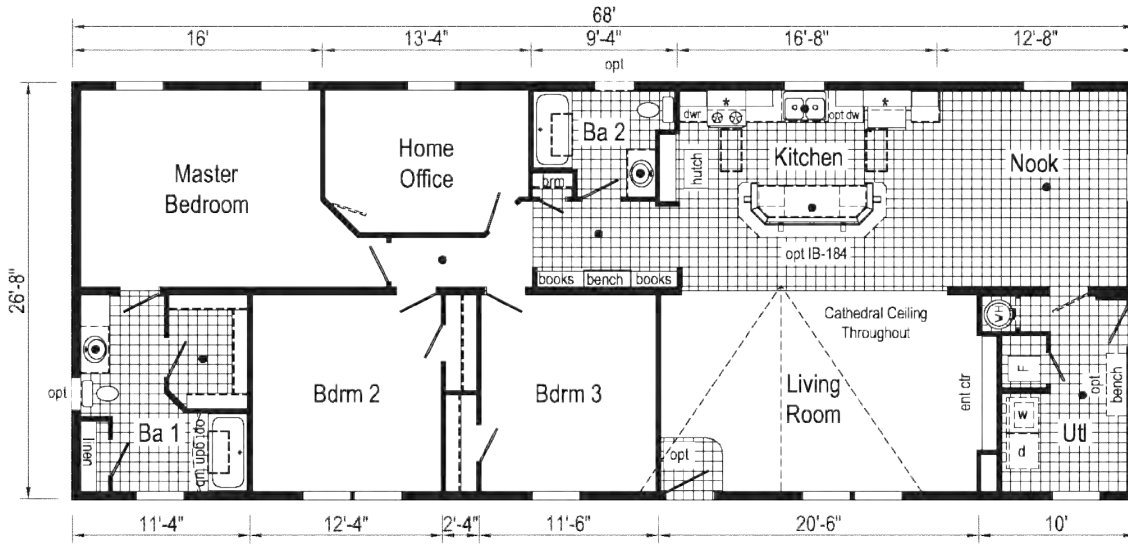 68'
16'
13'-4"
9'-4"
16'-8"
12'-8"
opt
26'-8"
Master
Bedroom
Home
Office
Ba 2
brm
dwr
*
opt dw
*
hutch
Kitchen
Nook
opt IB-184
books
bench
books
Cathedral Ceiling
Throughout
WH
opt
linen
Ba 1
opt gdn tub
Bdrm 2
Bdrm 3
Living
Room
opt
ent ctr
F
w
d
Utl
opt
bench
11'-4"
12'-4"
2'-4"
11'-6"
20'-6"
10'